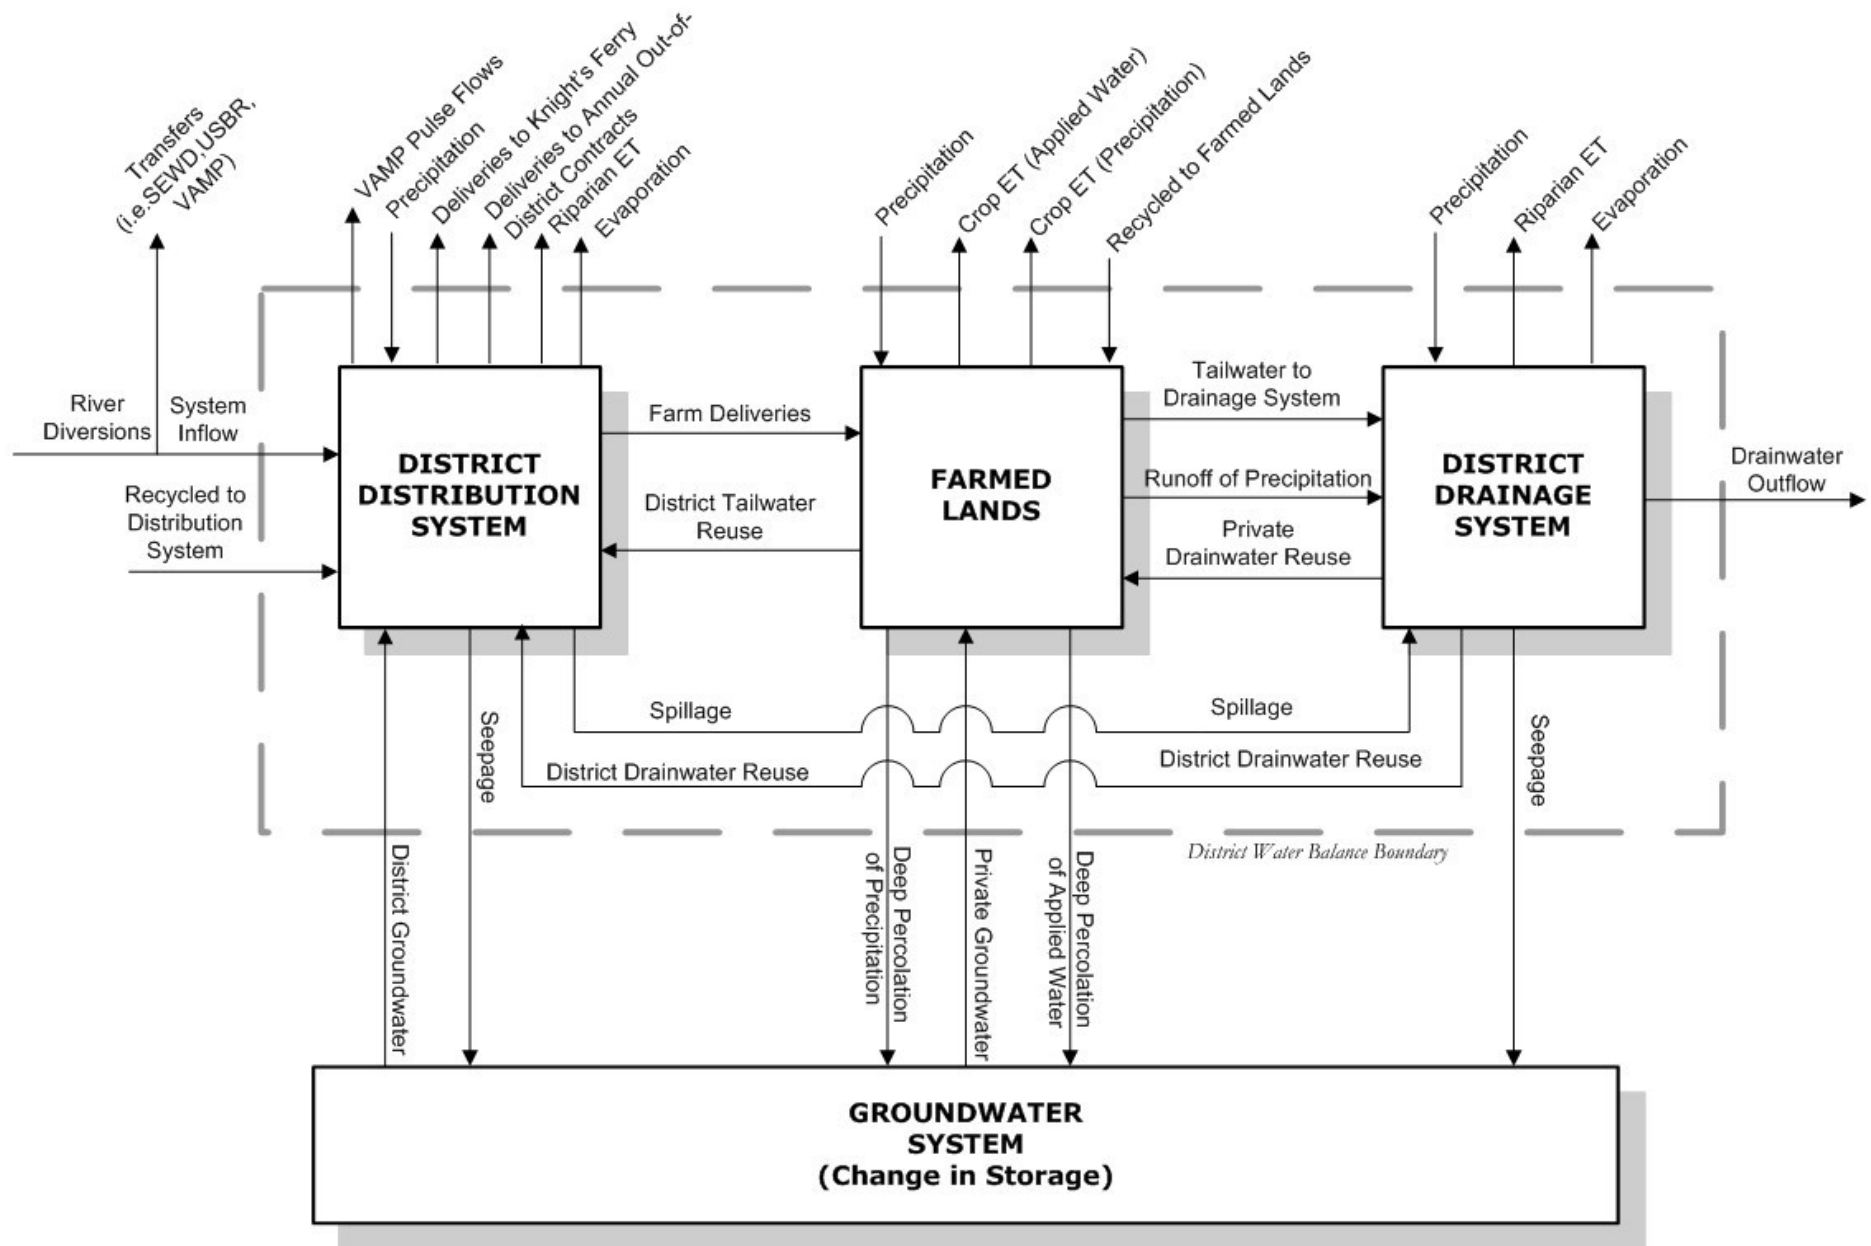 Transfers
(i.e.SEWD,USBR,
VAMP)
VAMP Pulse Flows
Precipitation
Deliveries to Knight's Ferry
Deliveries to Annual Out-of-
District Contracts
Riparian ET
Evaporation
Precipitation
Crop ET (Applied Water)
Crop ET (Precipitation)
Recycled to Farmed Lands
Precipitation
Riparian ET
Evaporation
River
Diversions
System
Inflow
Recycled to
Distribution
System
DISTRICT
DISTRIBUTION
SYSTEM
Farm Deliveries
District Tailwater
Reuse
FARMED
LANDS
Tailwater to
Drainage System
Runoff of Precipitation
Private
Drainwater Reuse
DISTRICT
DRAINAGE
SYSTEM
Drainwater
Outflow
Spillage
Spillage
District Drainwater Reuse
District Drainwater Reuse
Seepage
Seepage
District Water Balance Boundary
District Groundwater
Deep Percolation
of Precipitation
Private Groundwater
Deep Percolation
of Applied Water
GROUNDWATER
SYSTEM
(Change in Storage)